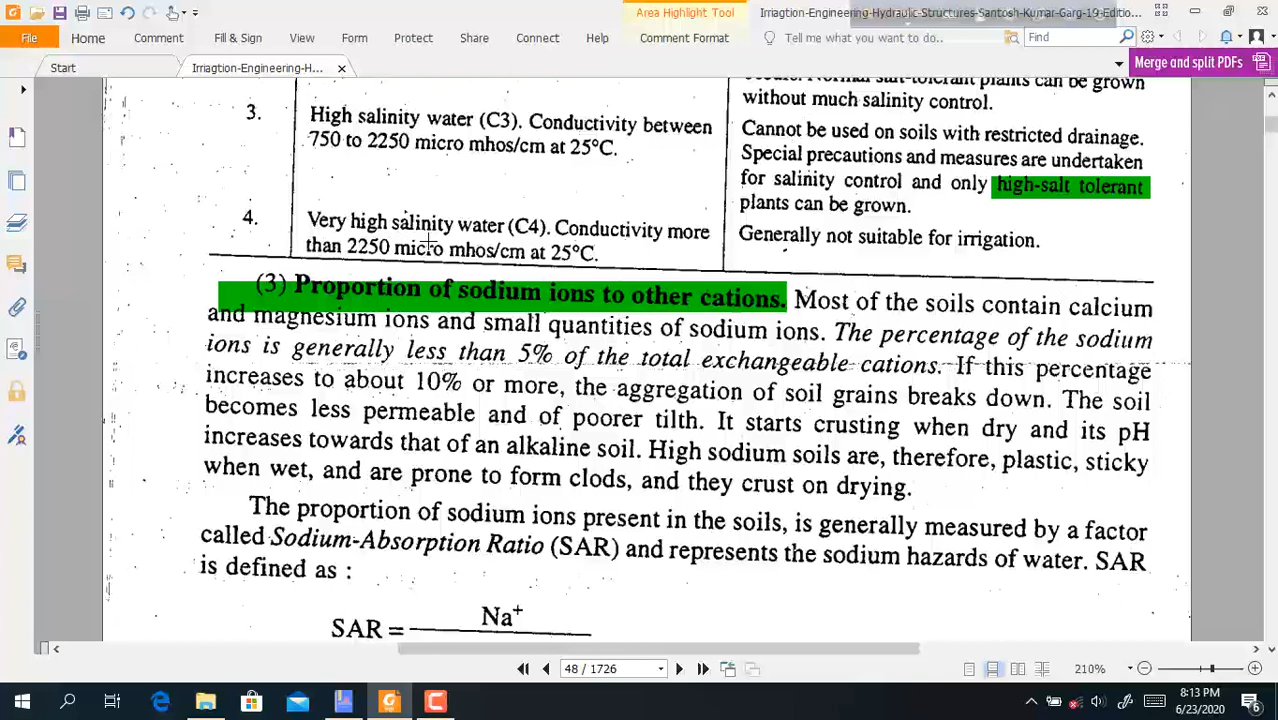 Area Highlight Tool
Irriagtion-Engineering-Hydraulic-Structures-Santosh-Kumar-Garg-19-Editio...
File
Home
Comment
Fill & Sign
View
Form
Protect
Share
Connect
Help
Comment Format
Tell me what you want to do..
Find
Start
Irriagtion-Engineering-H...
Merge and split PDFs
occurs. Normal salt-tolerant plants can be grown
without much salinity control.
3.
High salinity water (C3). Conductivity between
750 to 2250 micro mhos/cm at 25°C.
Cannot be used on soils with restricted drainage.
Special precautions and measures are undertaken
for salinity control and only high-salt tolerant
plants can be grown.
4.
Very high salinity water (C4). Conductivity more
than 2250 micro mhos/cm at 25°C.
Generally not suitable for irrigation.
(3) Proportion of sodium ions to other cations. Most of the soils contain calcium
and magnesium ions and small quantities of sodium ions. The percentage of the sodium
ions is generally less than 5% of the total exchangeable cations. If this percentage
increases to about 10% or more, the aggregation of soil grains breaks down. The soil
becomes less permeable and of poorer tilth. It starts crusting when dry and its pH
increases towards that of an alkaline soil. High sodium soils are, therefore, plastic, sticky
when wet, and are prone to form clods, and they crust on drying.
The proportion of sodium ions present in the soils, is generally measured by a factor
called Sodium-Absorption Ratio (SAR) and represents the sodium hazards of water. SAR
is defined as :
SAR = Na+
48 / 1726
210%
8:13 PM
6/23/2020
6